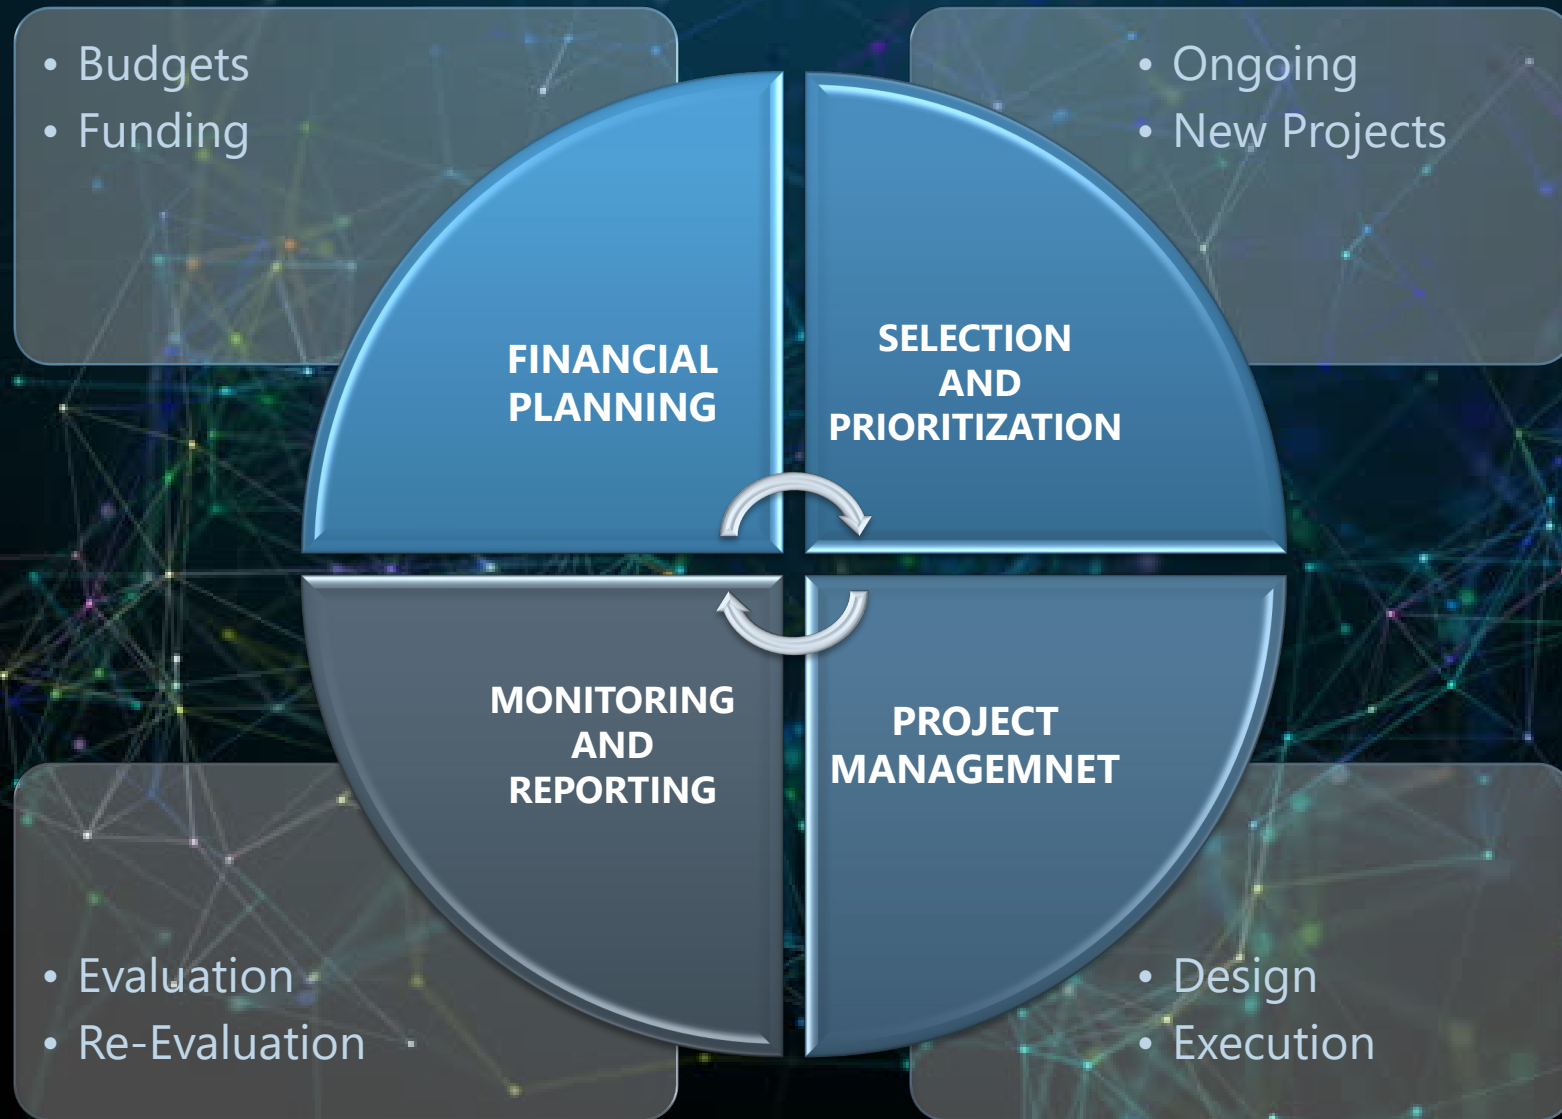 • Budgets
• Funding
• Ongoing
• New Projects
FINANCIAL
PLANNING
SELECTION
AND
PRIORITIZATION
MONITORING
AND
REPORTING
PROJECT
MANAGEMNET
• Evaluation
• Re-Evaluation
• Design
• Execution